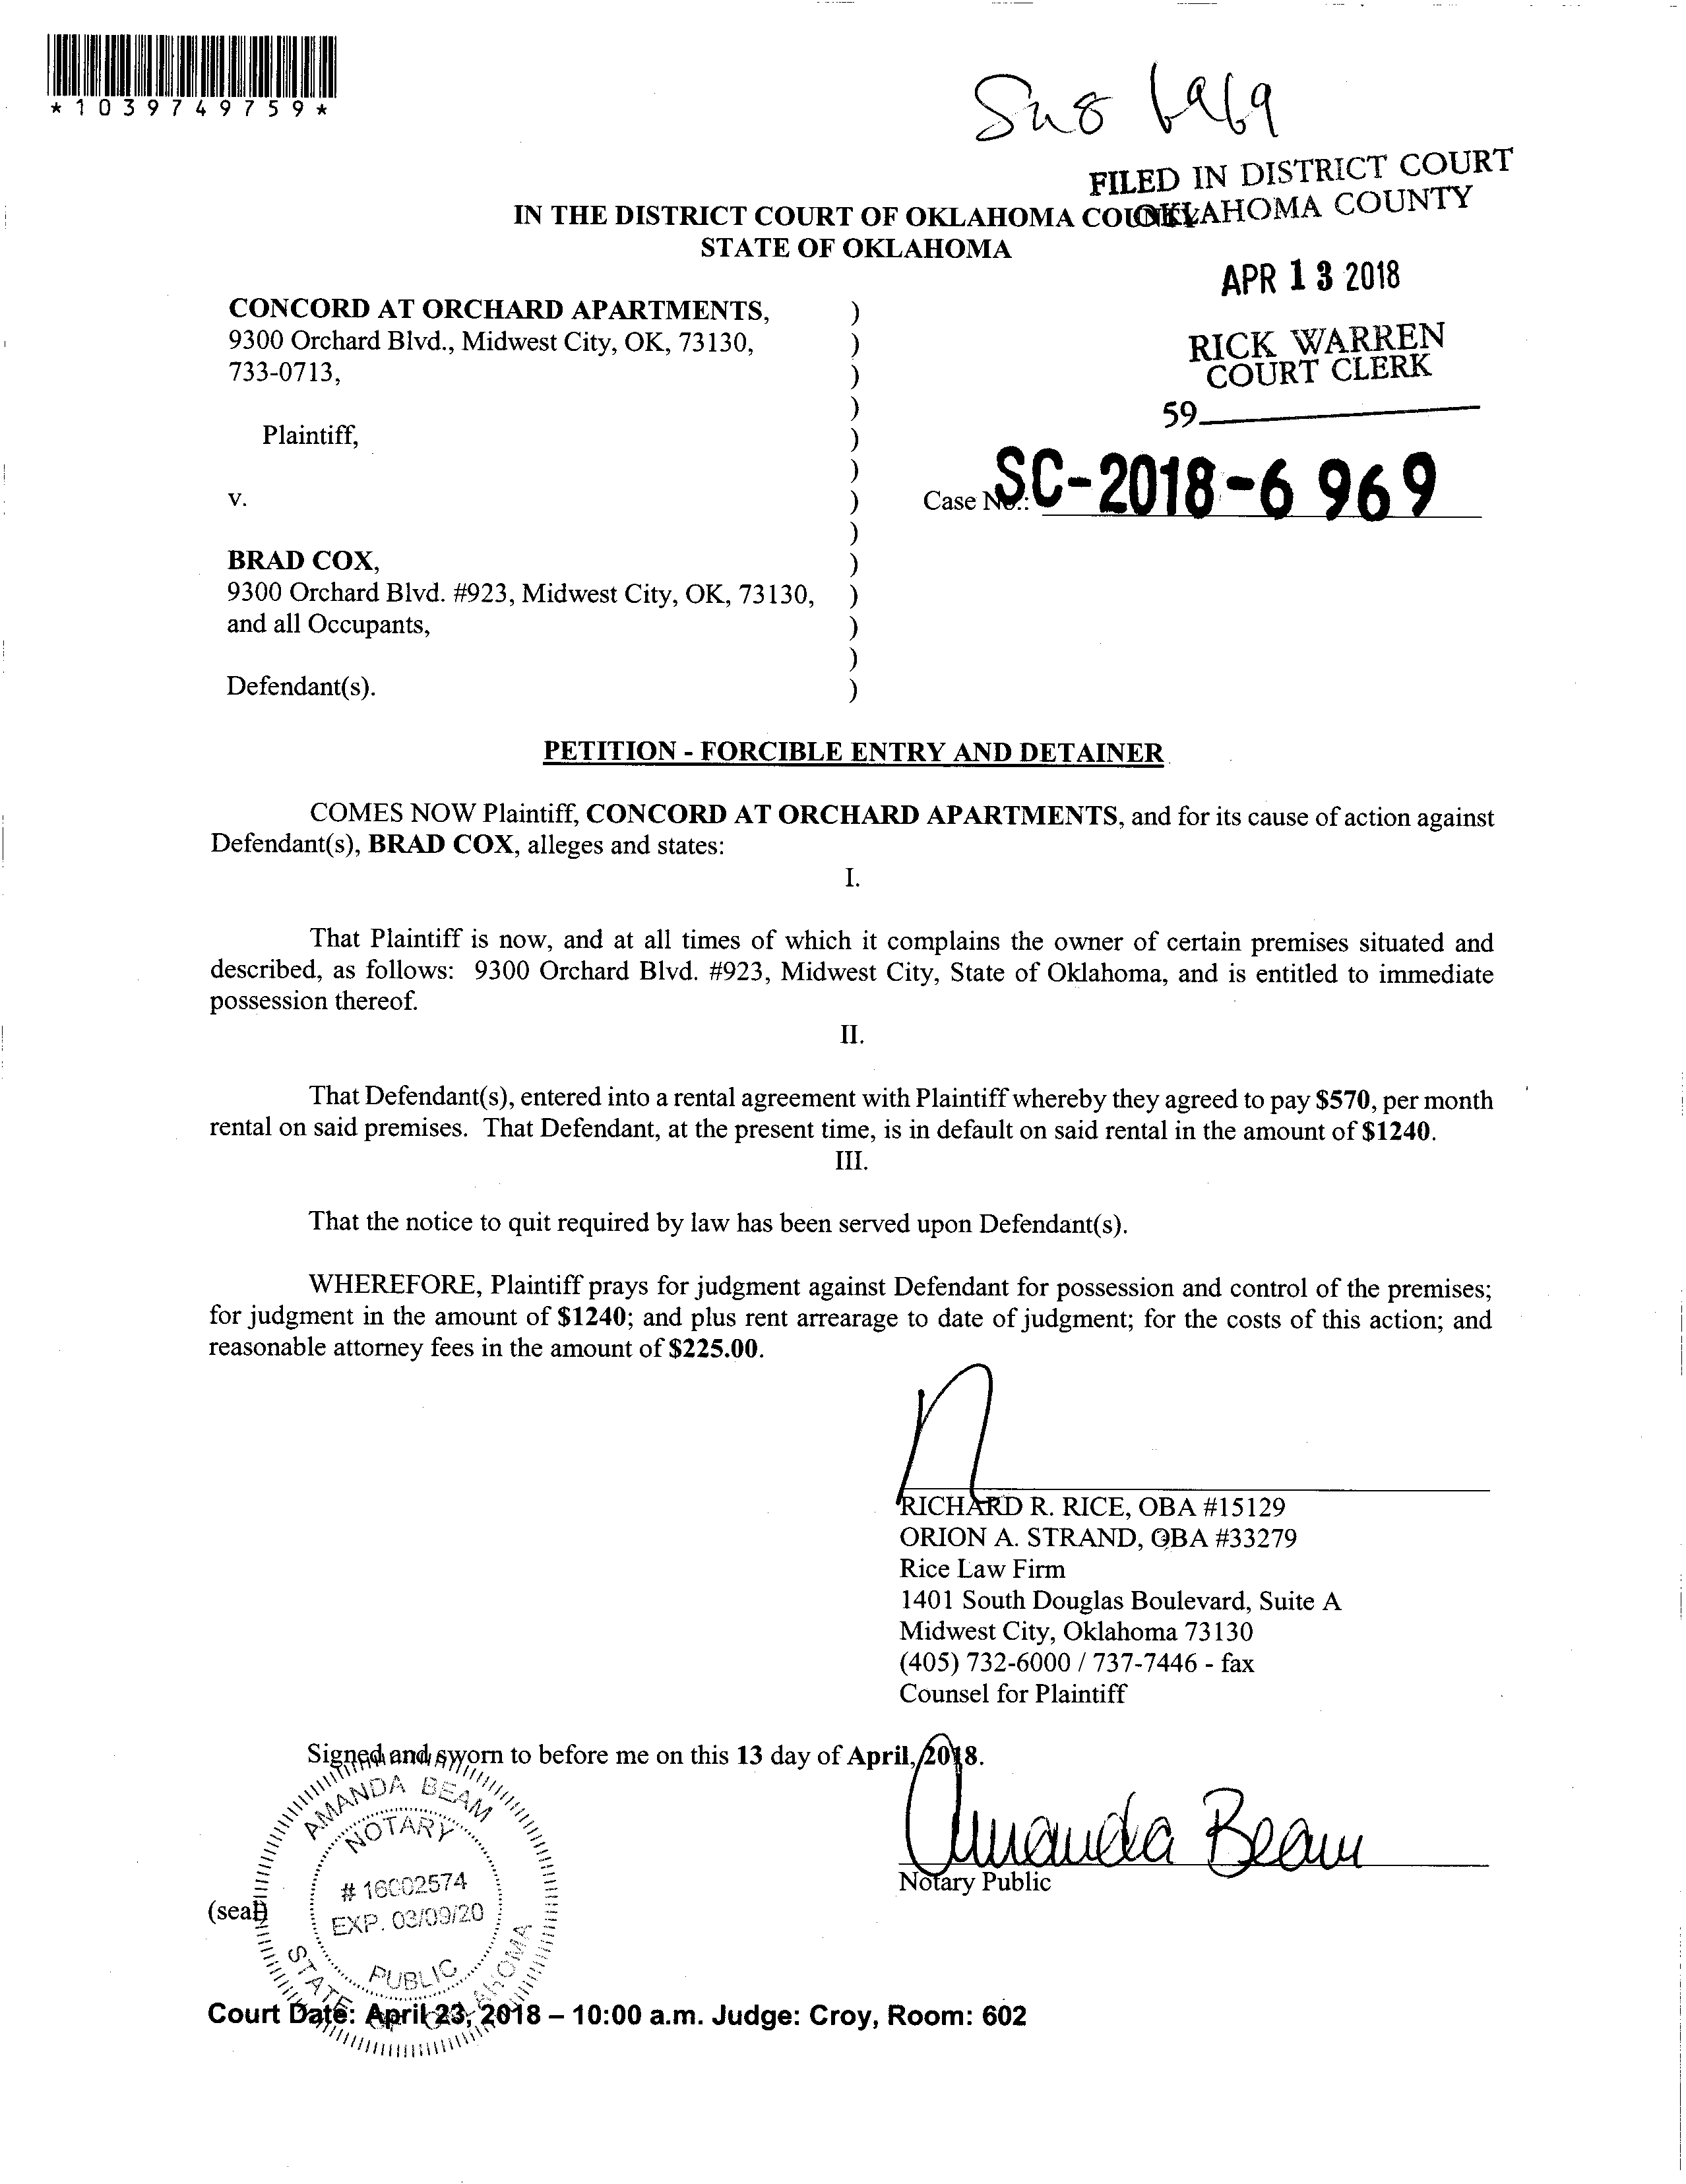 *1039749759*
FILED IN DISTRICT COURT
OKLAHOMA COUNTY
IN THE DISTRICT COURT OF OKLAHOMA COUNTY
STATE OF OKLAHOMA
APR 13 2018
RICK WARREN
COURT CLERK
59
CONCORD AT ORCHARD APARTMENTS, )
9300 Orchard Blvd., Midwest City, OK, 73130, )
733-0713, )
)
Plaintiff, )
)
v. )
Case No.: SC-2018-6969
)
BRAD COX, )
9300 Orchard Blvd. #923, Midwest City, OK, 73130, )
and all Occupants, )
)
Defendant(s). )
PETITION - FORCIBLE ENTRY AND DETAINER
COMES NOW Plaintiff, CONCORD AT ORCHARD APARTMENTS, and for its cause of action against
Defendant(s), BRAD COX, alleges and states:
I.
That Plaintiff is now, and at all times of which it complains the owner of certain premises situated and
described, as follows: 9300 Orchard Blvd. #923, Midwest City, State of Oklahoma, and is entitled to immediate
possession thereof.
II.
That Defendant(s), entered into a rental agreement with Plaintiff whereby they agreed to pay $570, per month
rental on said premises. That Defendant, at the present time, is in default on said rental in the amount of $1240.
III.
That the notice to quit required by law has been served upon Defendant(s).
WHEREFORE, Plaintiff prays for judgment against Defendant for possession and control of the premises;
for judgment in the amount of $1240; and plus rent arrearage to date of judgment; for the costs of this action; and
reasonable attorney fees in the amount of $225.00.
RICHARD R. RICE, OBA #15129
ORION A. STRAND, OBA #33279
Rice Law Firm
1401 South Douglas Boulevard, Suite A
Midwest City, Oklahoma 73130
(405) 732-6000 / 737-7446 - fax
Counsel for Plaintiff
Signed and sworn to before me on this 13 day of April, 2018.
Amanda Beam
Notary Public
(seal)
AMANDA BEAM
NOTARY
# 16002574
EXP. 03/09/20
PUBLIC
STATE OF OKLAHOMA
Court Date: April 23, 2018 – 10:00 a.m. Judge: Croy, Room: 602